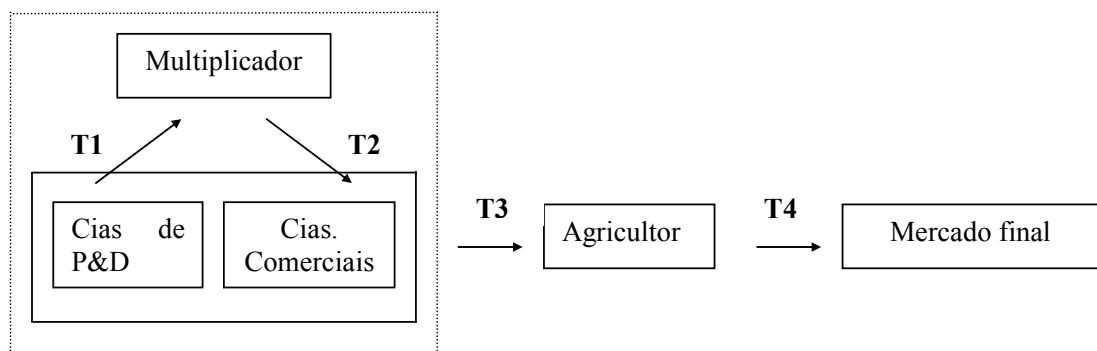 Multiplicador
T1
T2
Cias de
P&D
Cias.
Comerciais
T3
Agricultor
T4
Mercado final